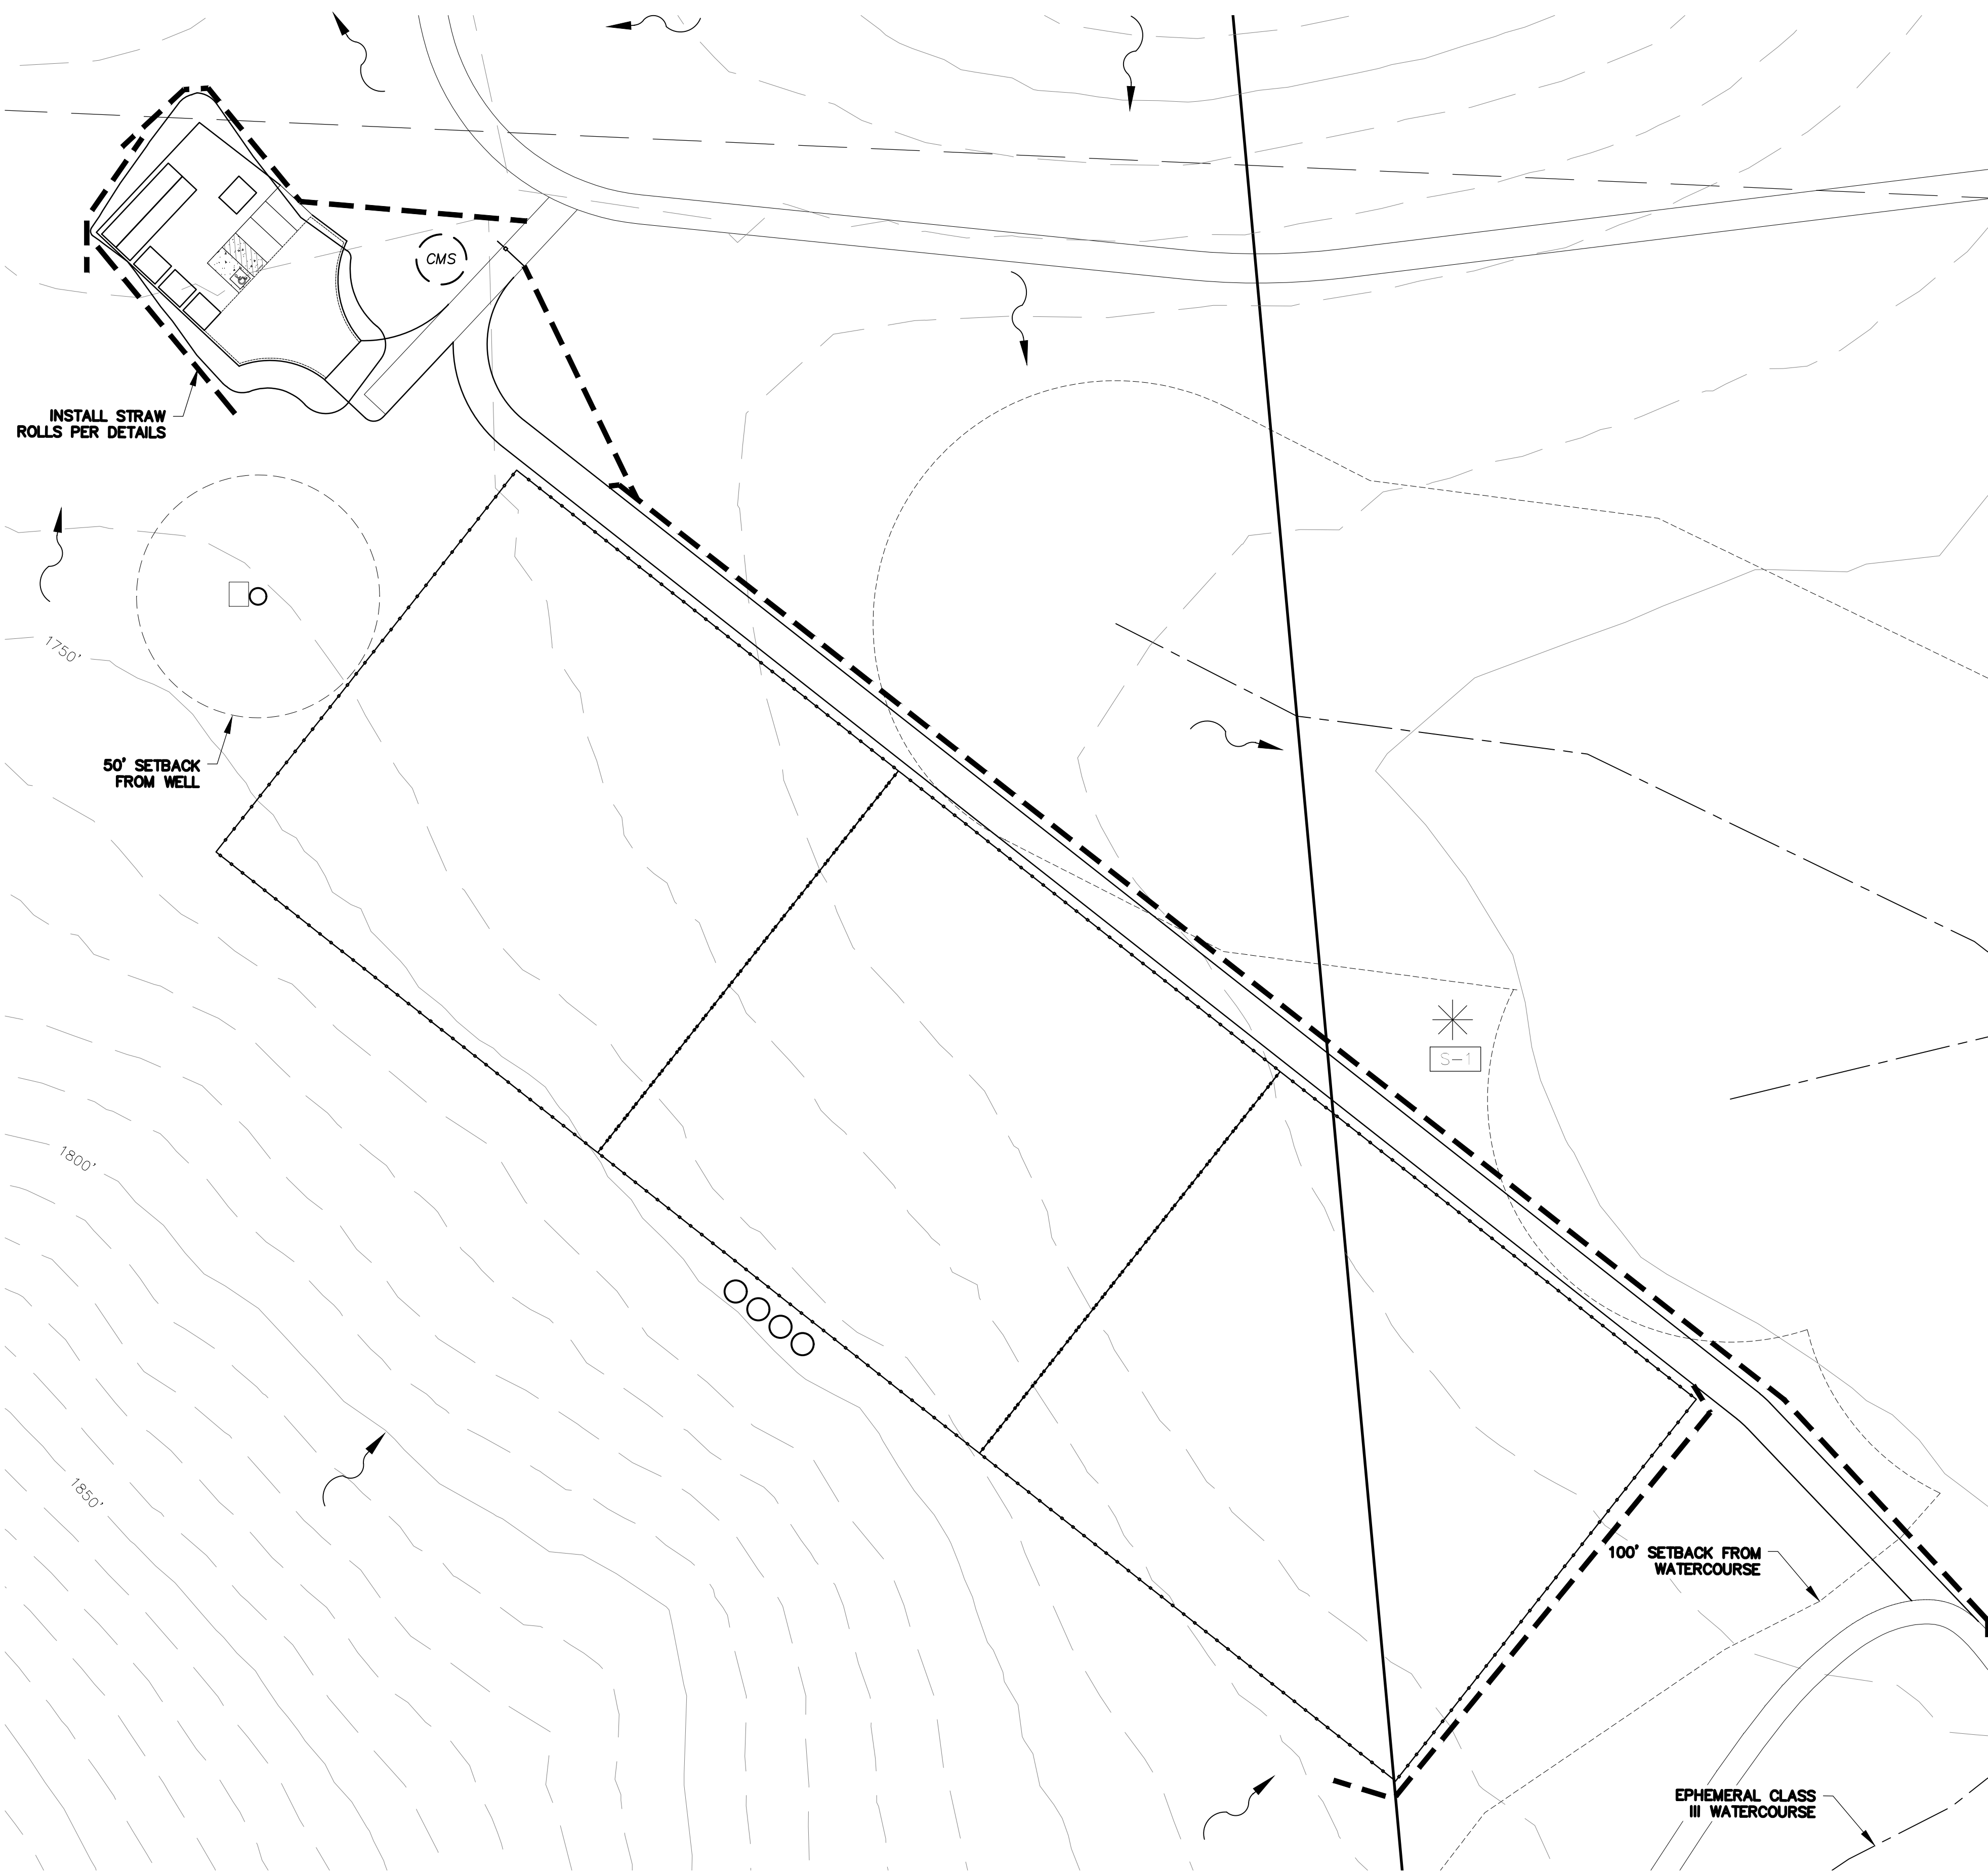 CMS
INSTALL STRAW
ROLLS PER DETAILS
1750'
50' SETBACK
FROM WELL
S-1
1800'
1850'
100' SETBACK FROM
WATERCOURSE
EPHEMERAL CLASS
III WATERCOURSE